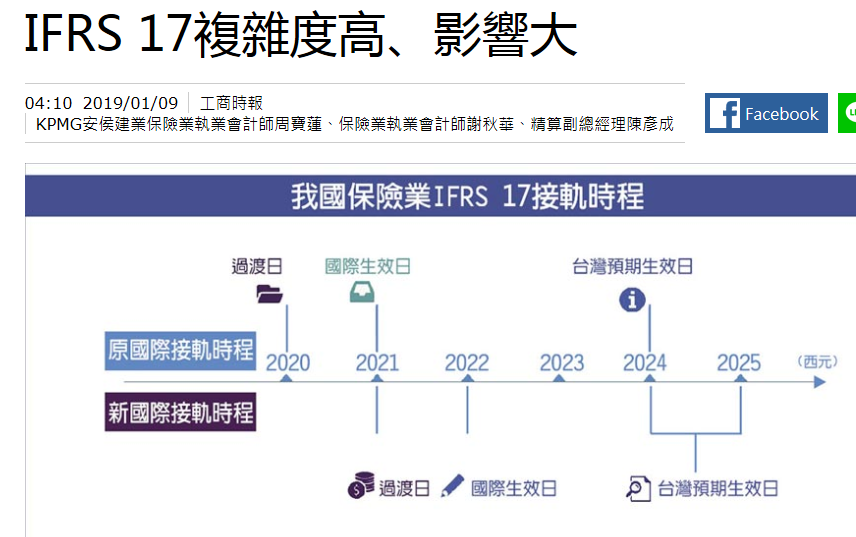 IFRS 17複雜度高、影響大
04:10 2019/01/09 工商時報
KPMG安侯建業保險業執業會計師周寶蓮、保險業執業會計師謝秋華、精算副總經理陳彥成
Facebook
我國保險業IFRS 17接軌時程
過渡日 國際生效日 台灣預期生效日
原國際接軌時程 2020 2021 2022 2023 2024 2025 (西元)
新國際接軌時程
過渡日 國際生效日 台灣預期生效日